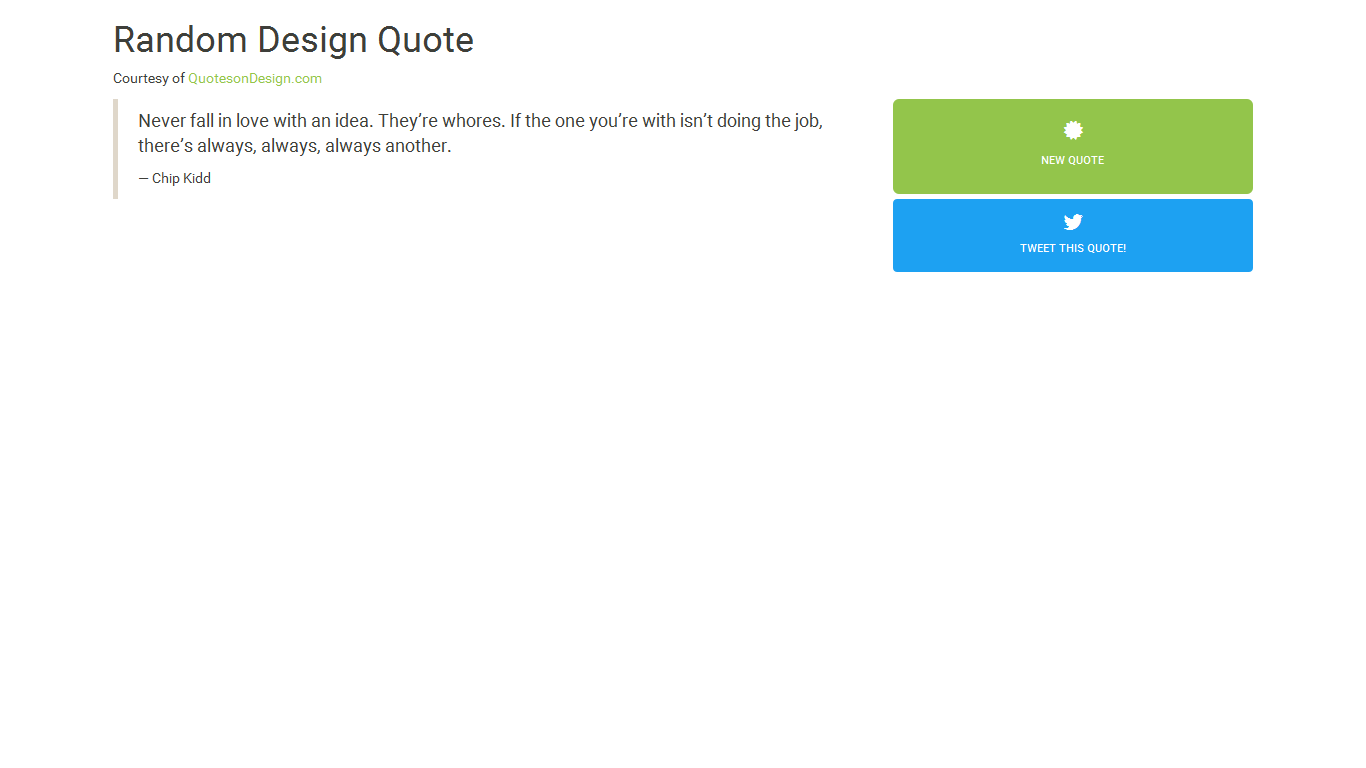 Random Design Quote
Courtesy of QuotesonDesign.com
Never fall in love with an idea. They’re whores. If the one you’re with isn’t doing the job,
there’s always, always, always another.
— Chip Kidd
NEW QUOTE
TWEET THIS QUOTE!